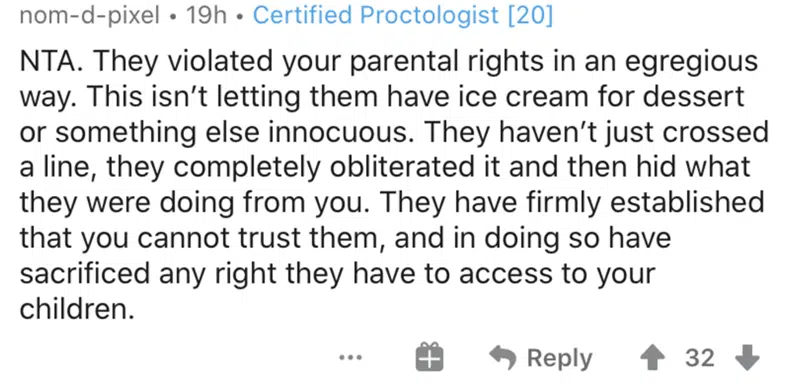 nom-d-pixel • 19h • Certified Proctologist [20]
NTA. They violated your parental rights in an egregious
way. This isn’t letting them have ice cream for dessert
or something else innocuous. They haven’t just crossed
a line, they completely obliterated it and then hid what
they were doing from you. They have firmly established
that you cannot trust them, and in doing so have
sacrificed any right they have to access to your
children.
... Reply 32